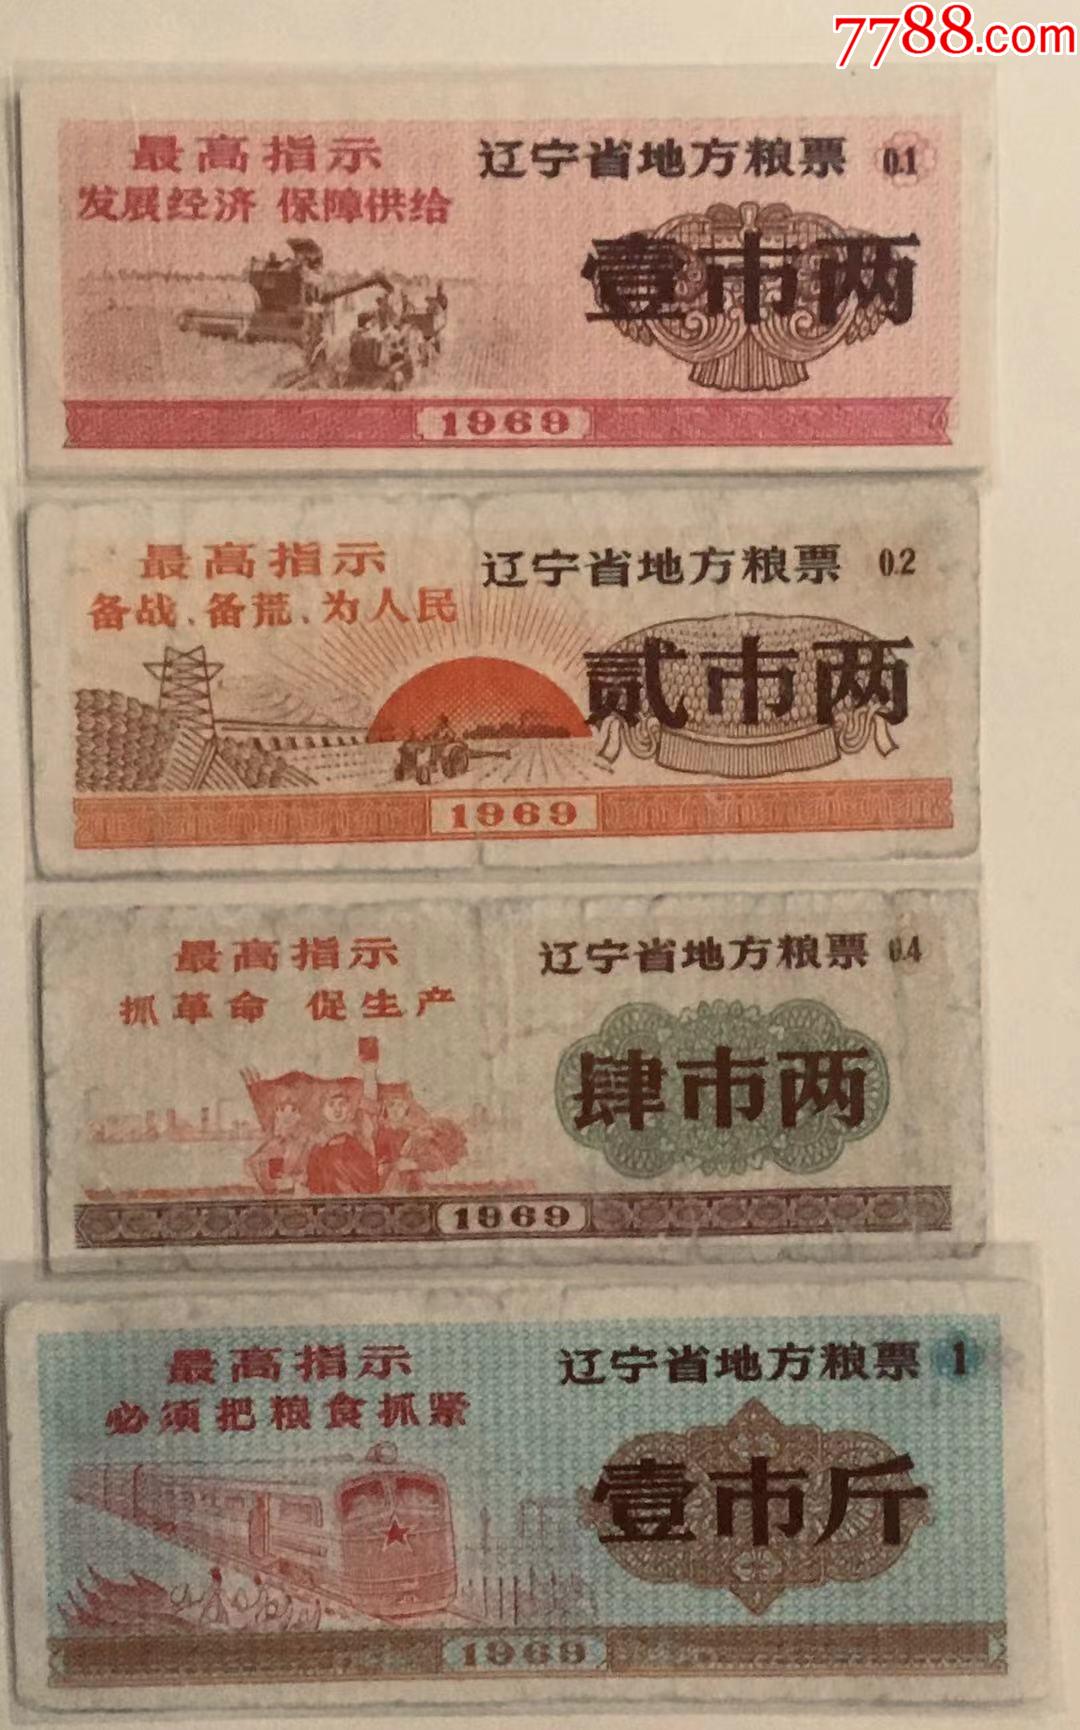 7788.com
最高指示
发展经济 保障供给
辽宁省地方粮票 0.1
壹市两
1969
最高指示
备战、备荒、为人民
辽宁省地方粮票 0.2
贰市两
1969
最高指示
抓革命 促生产
辽宁省地方粮票 0.4
肆市两
1969
最高指示
必须把粮食抓紧
辽宁省地方粮票 1
壹市斤
1969